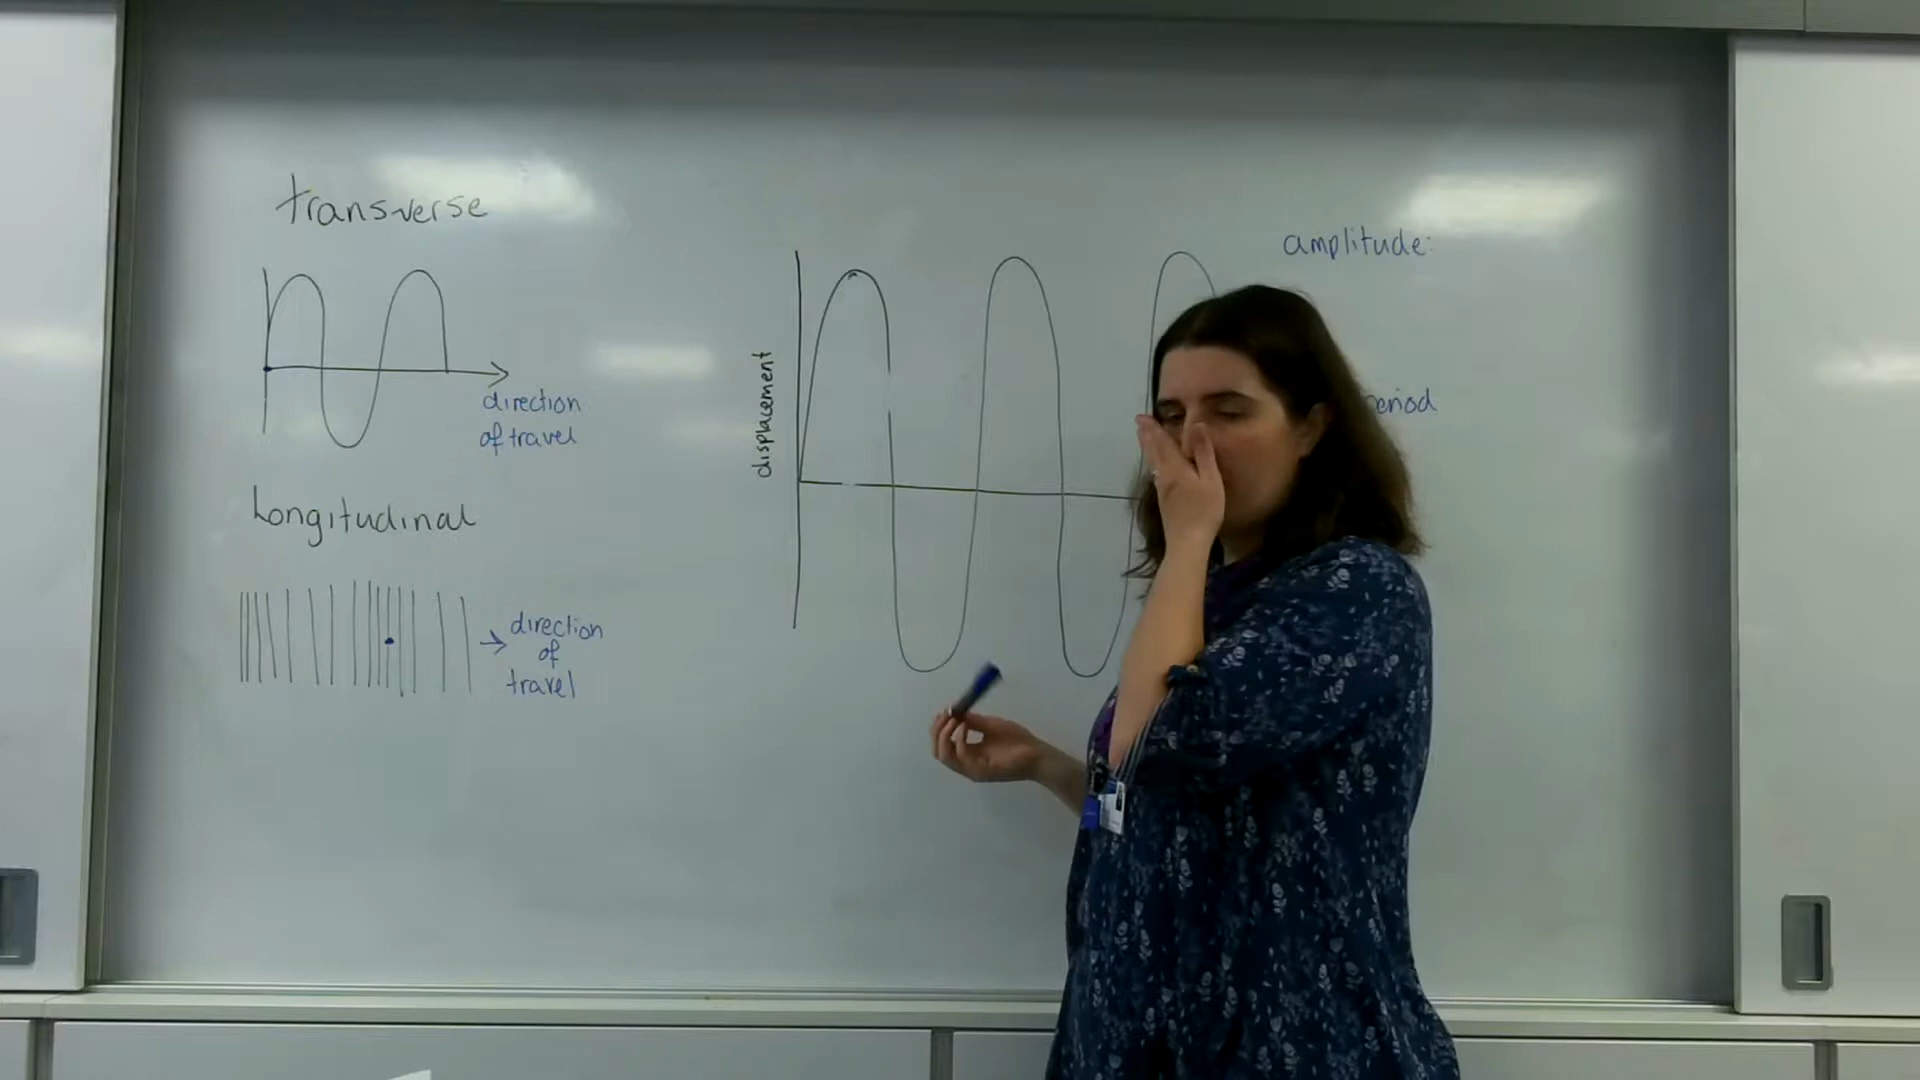 transverse
direction
of travel
Longitudinal
direction
of
travel
displacement
amplitude: